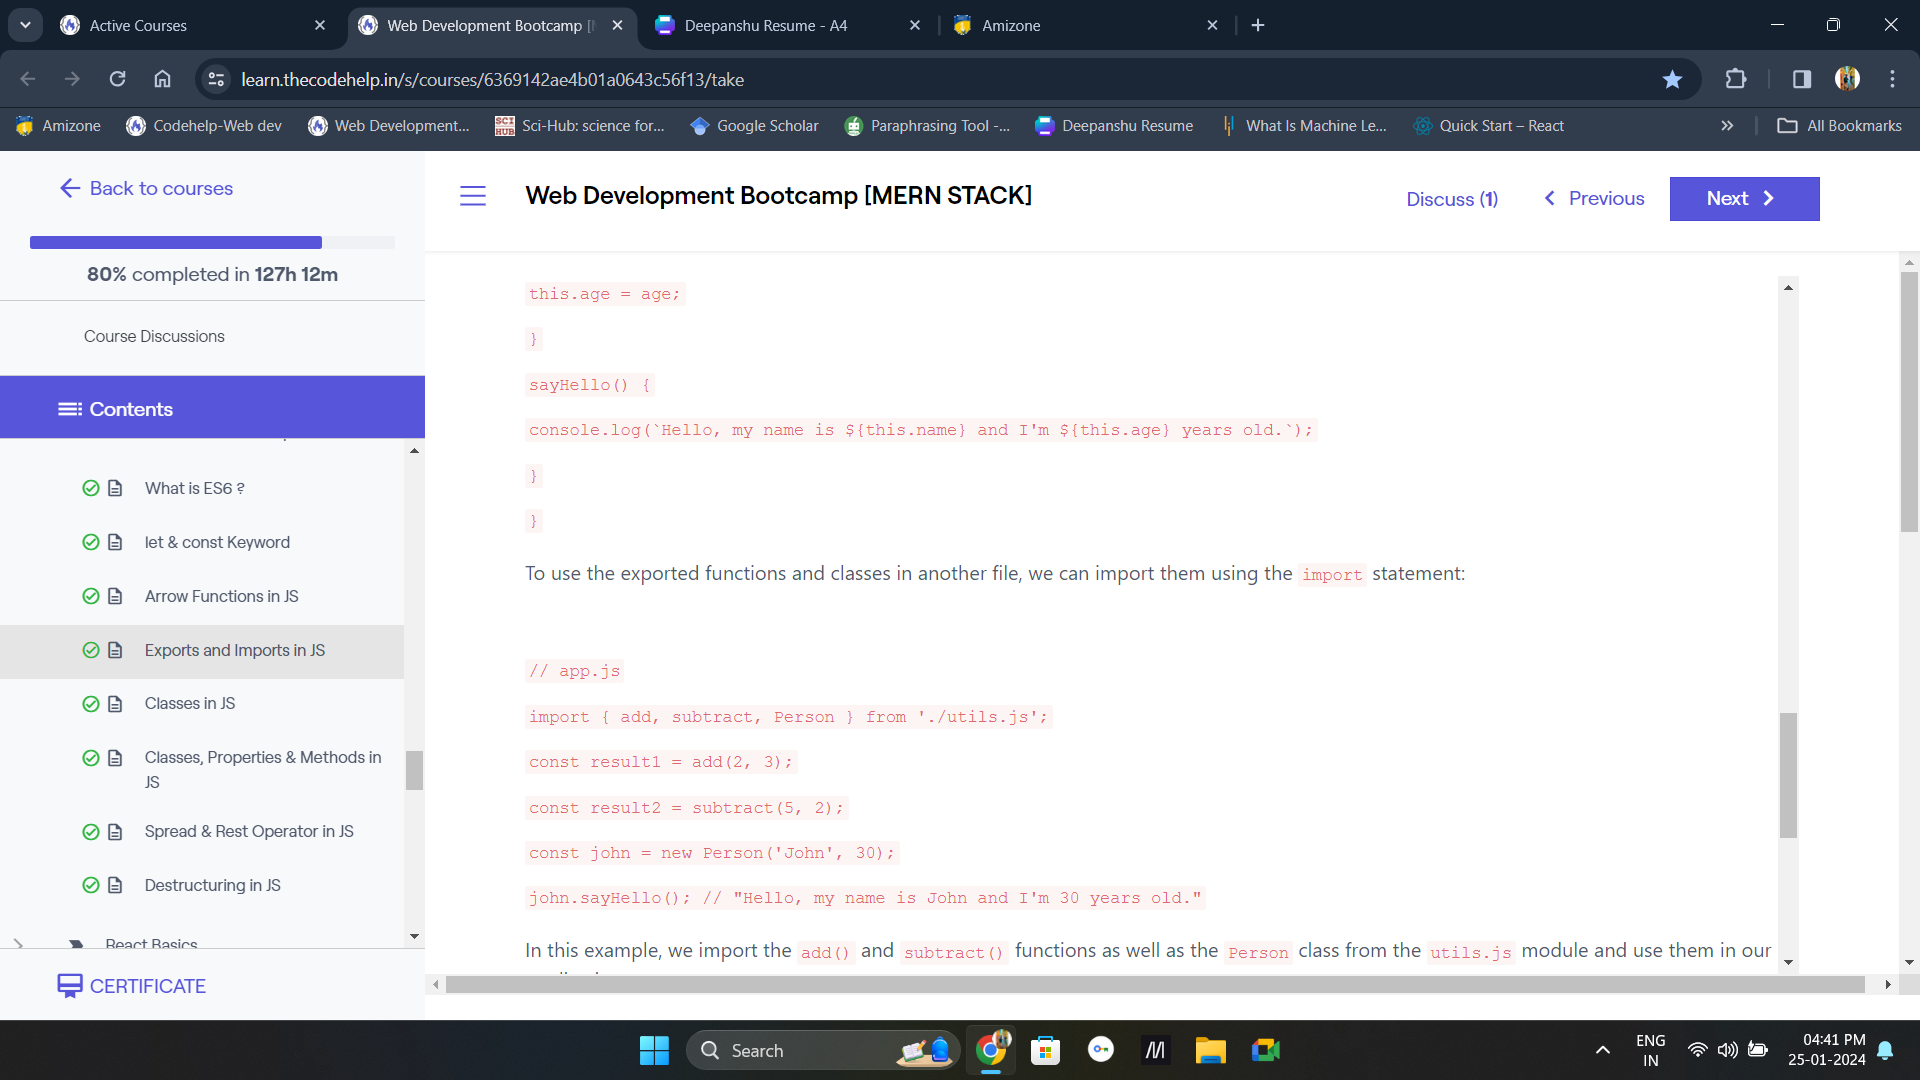 Active Courses
Web Development Bootcamp [
Deepanshu Resume - A4
Amizone
learn.thecodehelp.in/s/courses/6369142ae4b01a0643c56f13/take
Amizone
Codehelp-Web dev
Web Development...
SCI HUB
Sci-Hub: science for...
Google Scholar
Paraphrasing Tool -...
Deepanshu Resume
What Is Machine Le...
Quick Start – React
All Bookmarks
Back to courses
80% completed in 127h 12m
Course Discussions
Contents
What is ES6 ?
let & const Keyword
Arrow Functions in JS
Exports and Imports in JS
Classes in JS
Classes, Properties & Methods in
JS
Spread & Rest Operator in JS
Destructuring in JS
React Basics
CERTIFICATE
Web Development Bootcamp [MERN STACK]
Discuss (1)
Previous
Next
this.age = age;
}
sayHello() {
console.log(`Hello, my name is ${this.name} and I'm ${this.age} years old.`);
}
}
To use the exported functions and classes in another file, we can import them using the import statement:
// app.js
import { add, subtract, Person } from './utils.js';
const result1 = add(2, 3);
const result2 = subtract(5, 2);
const john = new Person('John', 30);
john.sayHello(); // "Hello, my name is John and I'm 30 years old."
In this example, we import the add() and subtract() functions as well as the Person class from the utils.js module and use them in our
Search
ENG
IN
04:41 PM
25-01-2024